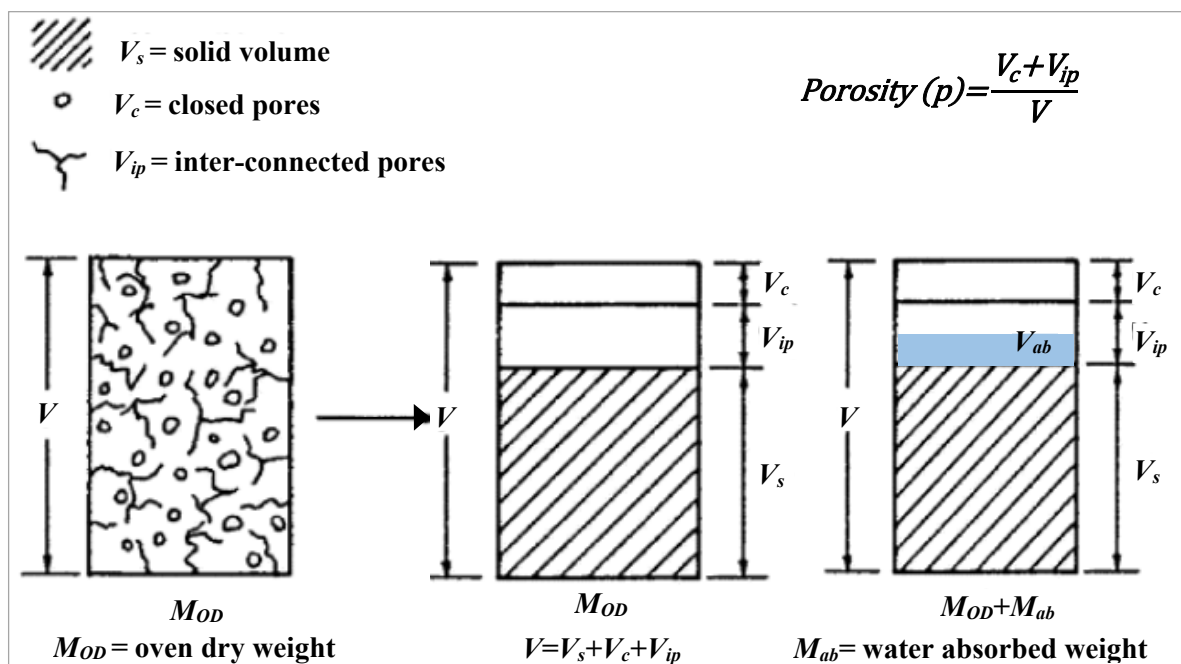 Vs = solid volume
Vc = closed pores
Vip = inter-connected pores
Porosity (p)=Vc+Vip/V
V
V
Vc
Vip
Vs
V
Vab
Vc
Vip
Vs
MOD
MOD
MOD+Mab
MOD = oven dry weight
V=Vs+Vc+Vip
Mab= water absorbed weight